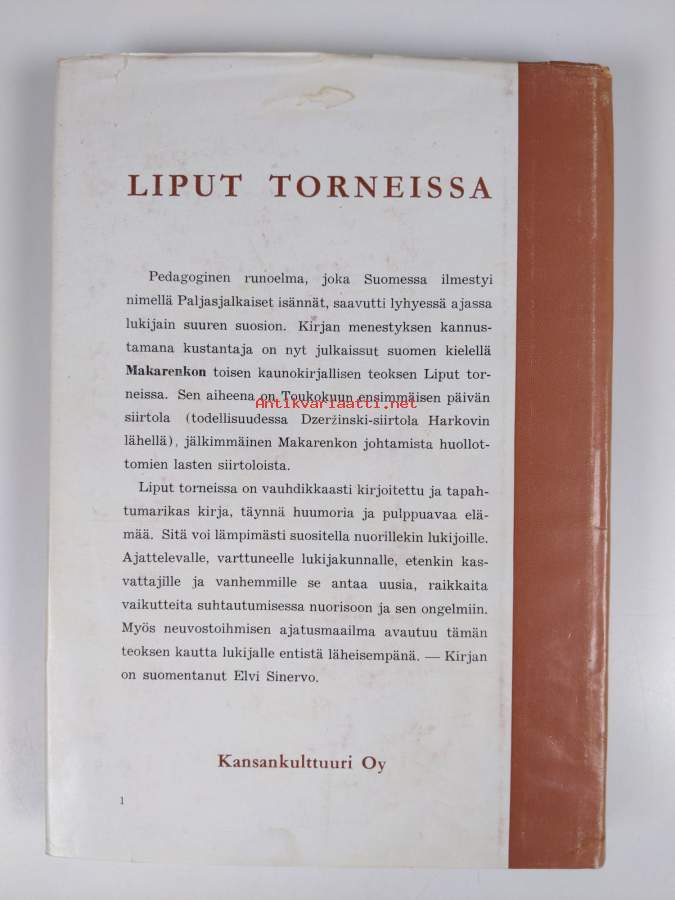 LIPUT TORNEISSA
Pedagoginen runoelma, joka Suomessa ilmestyi
nimellä Paljasjalkaiset isännät, saavutti lyhyessä ajassa
lukijain suuren suosion. Kirjan menestyksen kannus-
tamana kustantaja on nyt julkaissut suomen kielellä
Makarenkon toisen kaunokirjallisen teoksen Liput tor-
neissa. Sen aiheena on Toukokuun ensimmäisen päivän
Antikvariaatti.net
siirtola (todellisuudessa Dzeržinski-siirtola Harkovin
lähellä), jälkimmäinen Makarenkon johtamista huollot-
tomien lasten siirtoloista.
Liput torneissa on vauhdikkaasti kirjoitettu ja tapah-
tumarikas kirja, täynnä huumoria ja pulppuavaa elä-
mää. Sitä voi lämpimästi suositella nuorillekin lukijoille.
Ajattelevalle, varttuneelle lukijakunnalle, etenkin kas-
vattajille ja vanhemmille se antaa uusia, raikkaita
vaikutteita suhtautumisessa nuorisoon ja sen ongelmiin.
Myös neuvostoihmisen ajatusmaailma avautuu tämän
teoksen kautta lukijalle entistä läheisempänä. — Kirjan
on suomentanut Elvi Sinervo.
Kansankulttuuri Oy
1